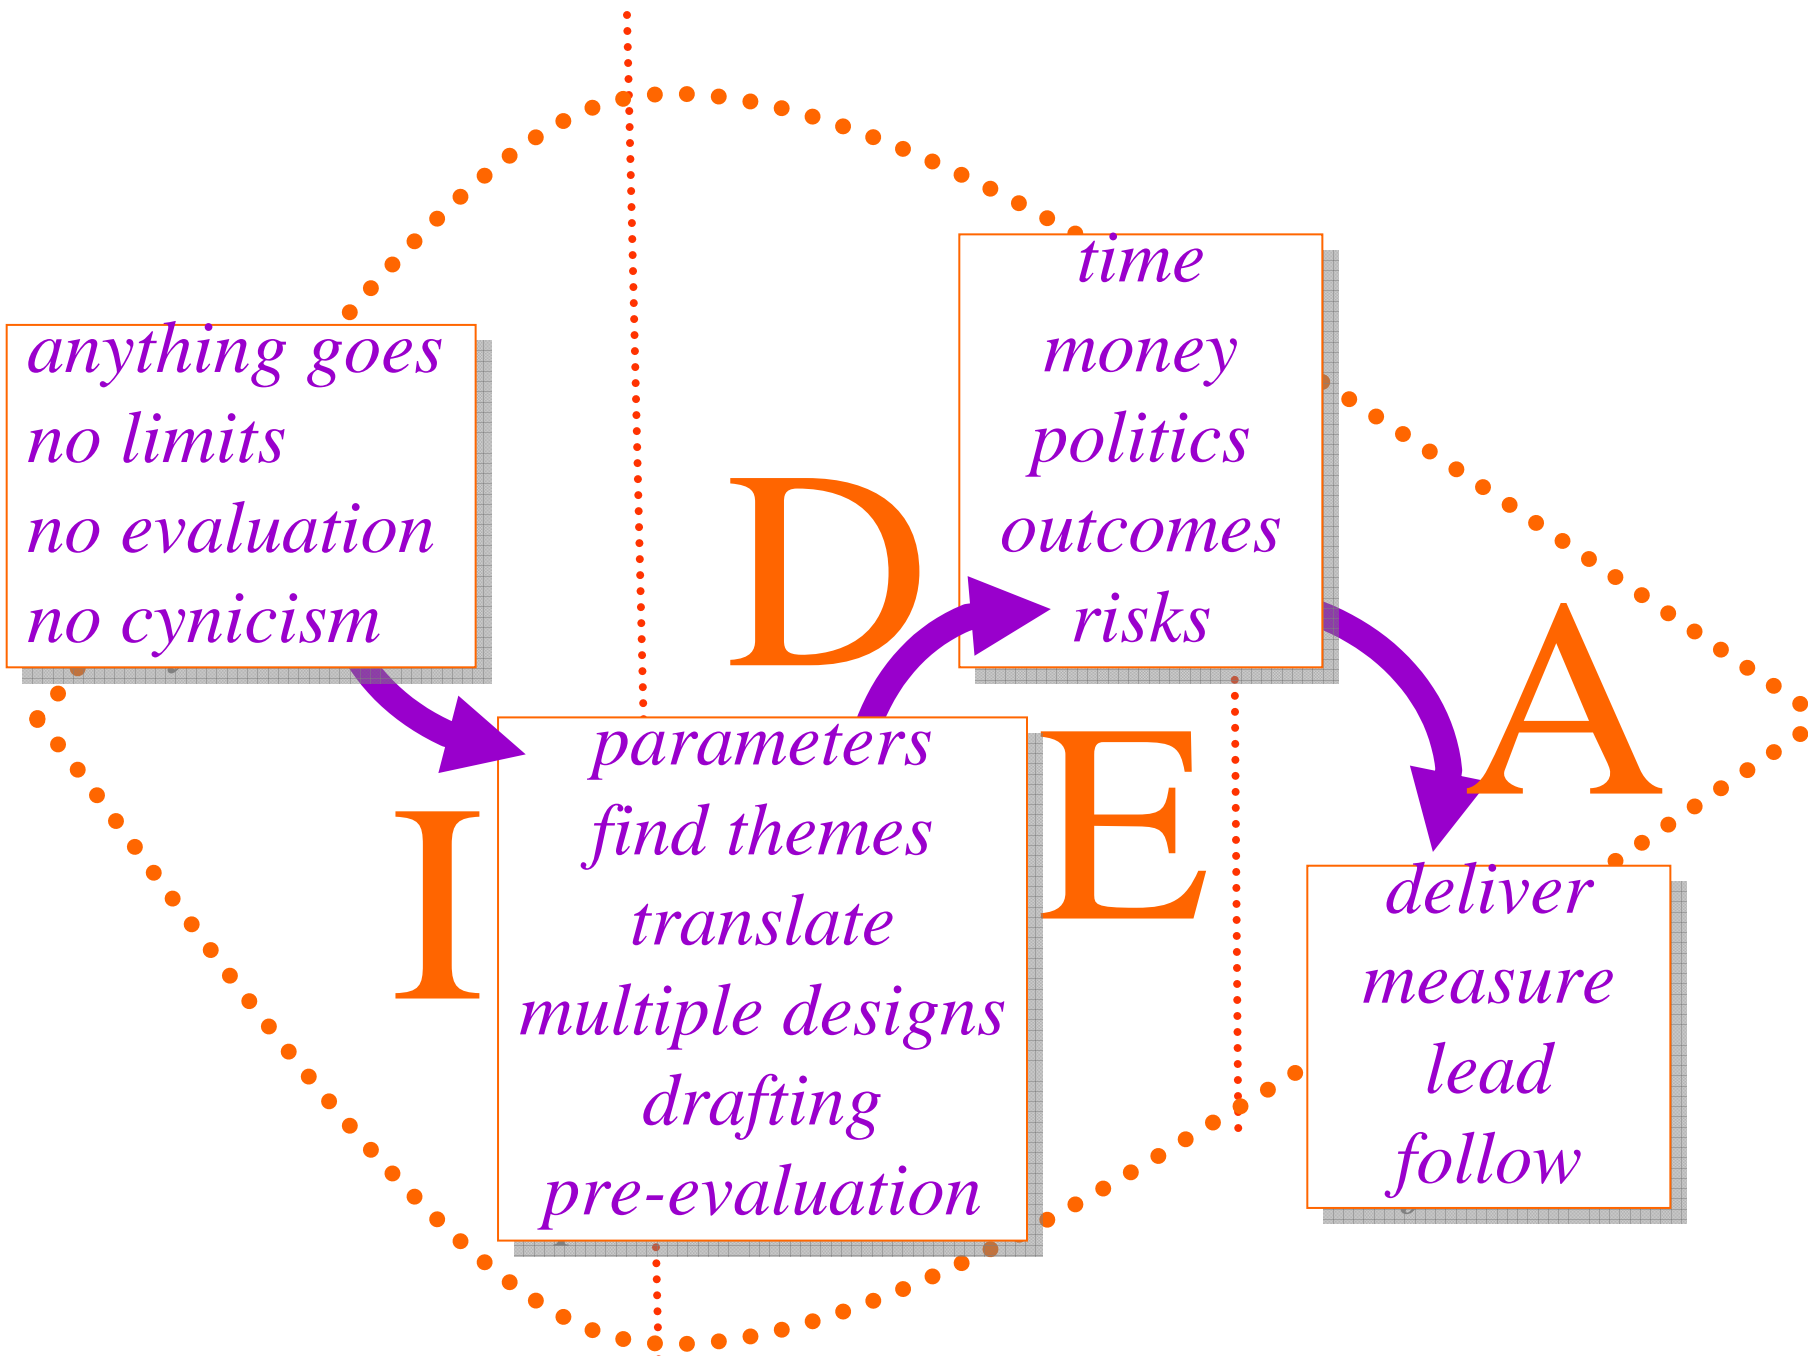 anything goes
no limits
no evaluation
no cynicism
I
parameters
find themes
translate
multiple designs
drafting
pre-evaluation
D
time
money
politics
outcomes
risks
E
A
deliver
measure
lead
follow